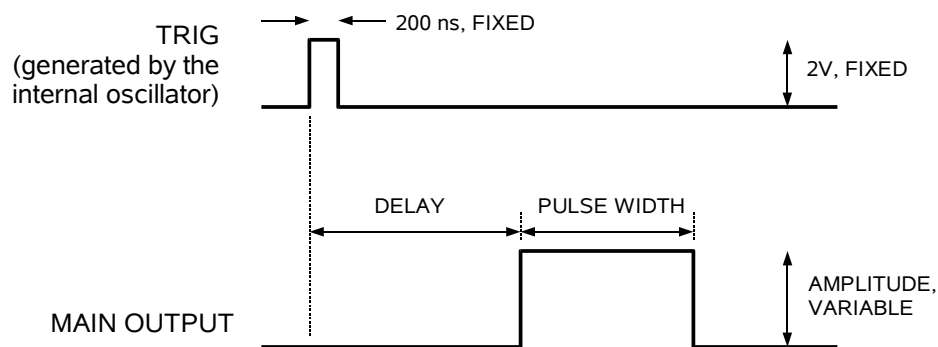 200 ns, FIXED
TRIG
(generated by the
internal oscillator)
2V, FIXED
DELAY
PULSE WIDTH
AMPLITUDE,
VARIABLE
MAIN OUTPUT